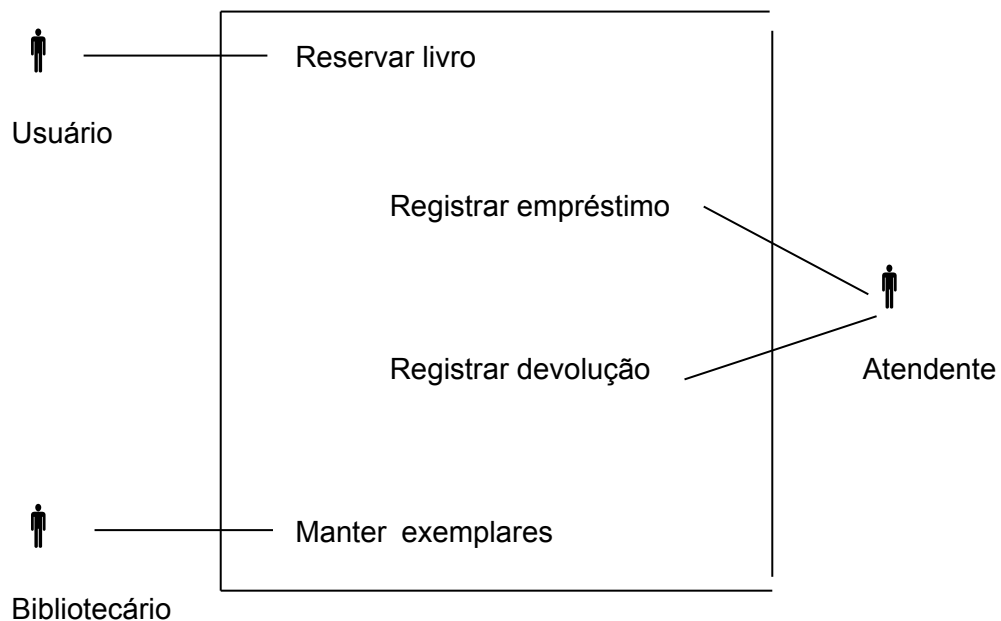 Reservar livro
Usuário
Registrar empréstimo
Registrar devolução
Atendente
Manter exemplares
Bibliotecário